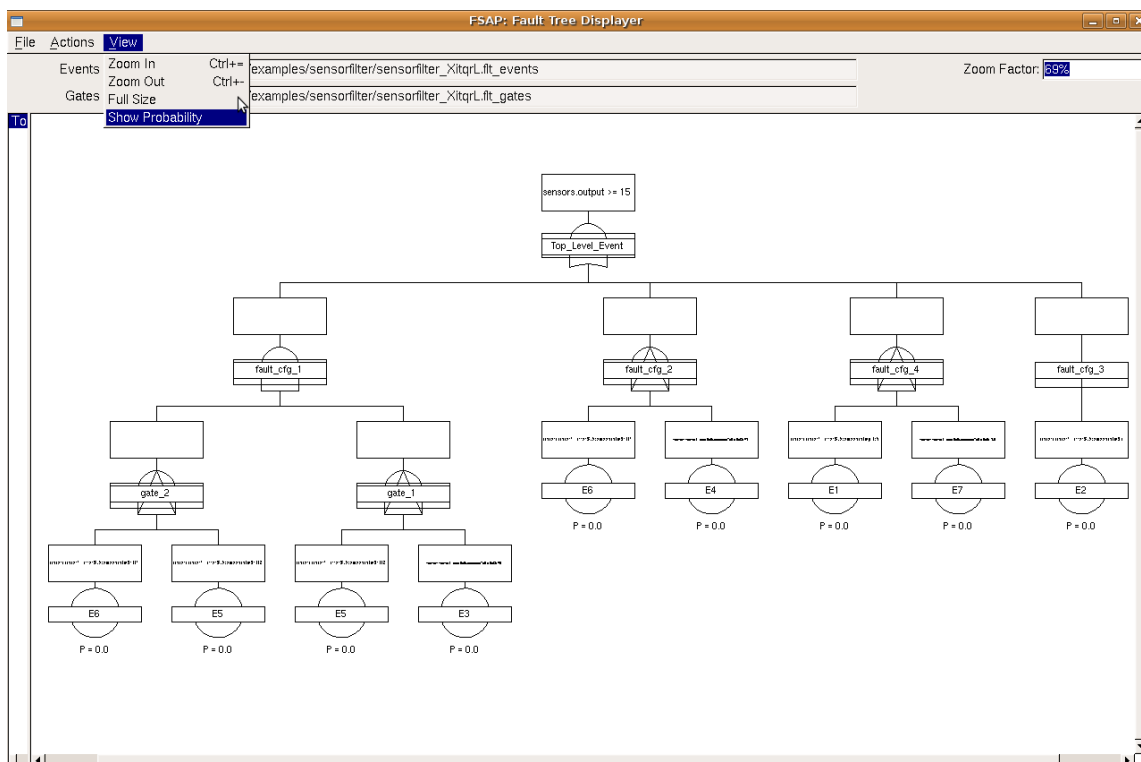 FSAP: Fault Tree Displayer
File Actions View
Zoom In Ctrl++
Zoom Out Ctrl+-
Full Size
Show Probability
Events /examples/sensorfilter/sensorfilter_XitqrL.flt_events
Gates /examples/sensorfilter/sensorfilter_XitqrL.flt_gates
Zoom Factor: 69%
To
sensors.output >= 15
Top_Level_Event
fault_cfg_1 fault_cfg_2 fault_cfg_4 fault_cfg_3
gate_2 gate_1 E6 E4 E1 E7 E2
P = 0.0 P = 0.0 P = 0.0 P = 0.0 P = 0.0
E6 E5 E5 E3
P = 0.0 P = 0.0 P = 0.0 P = 0.0